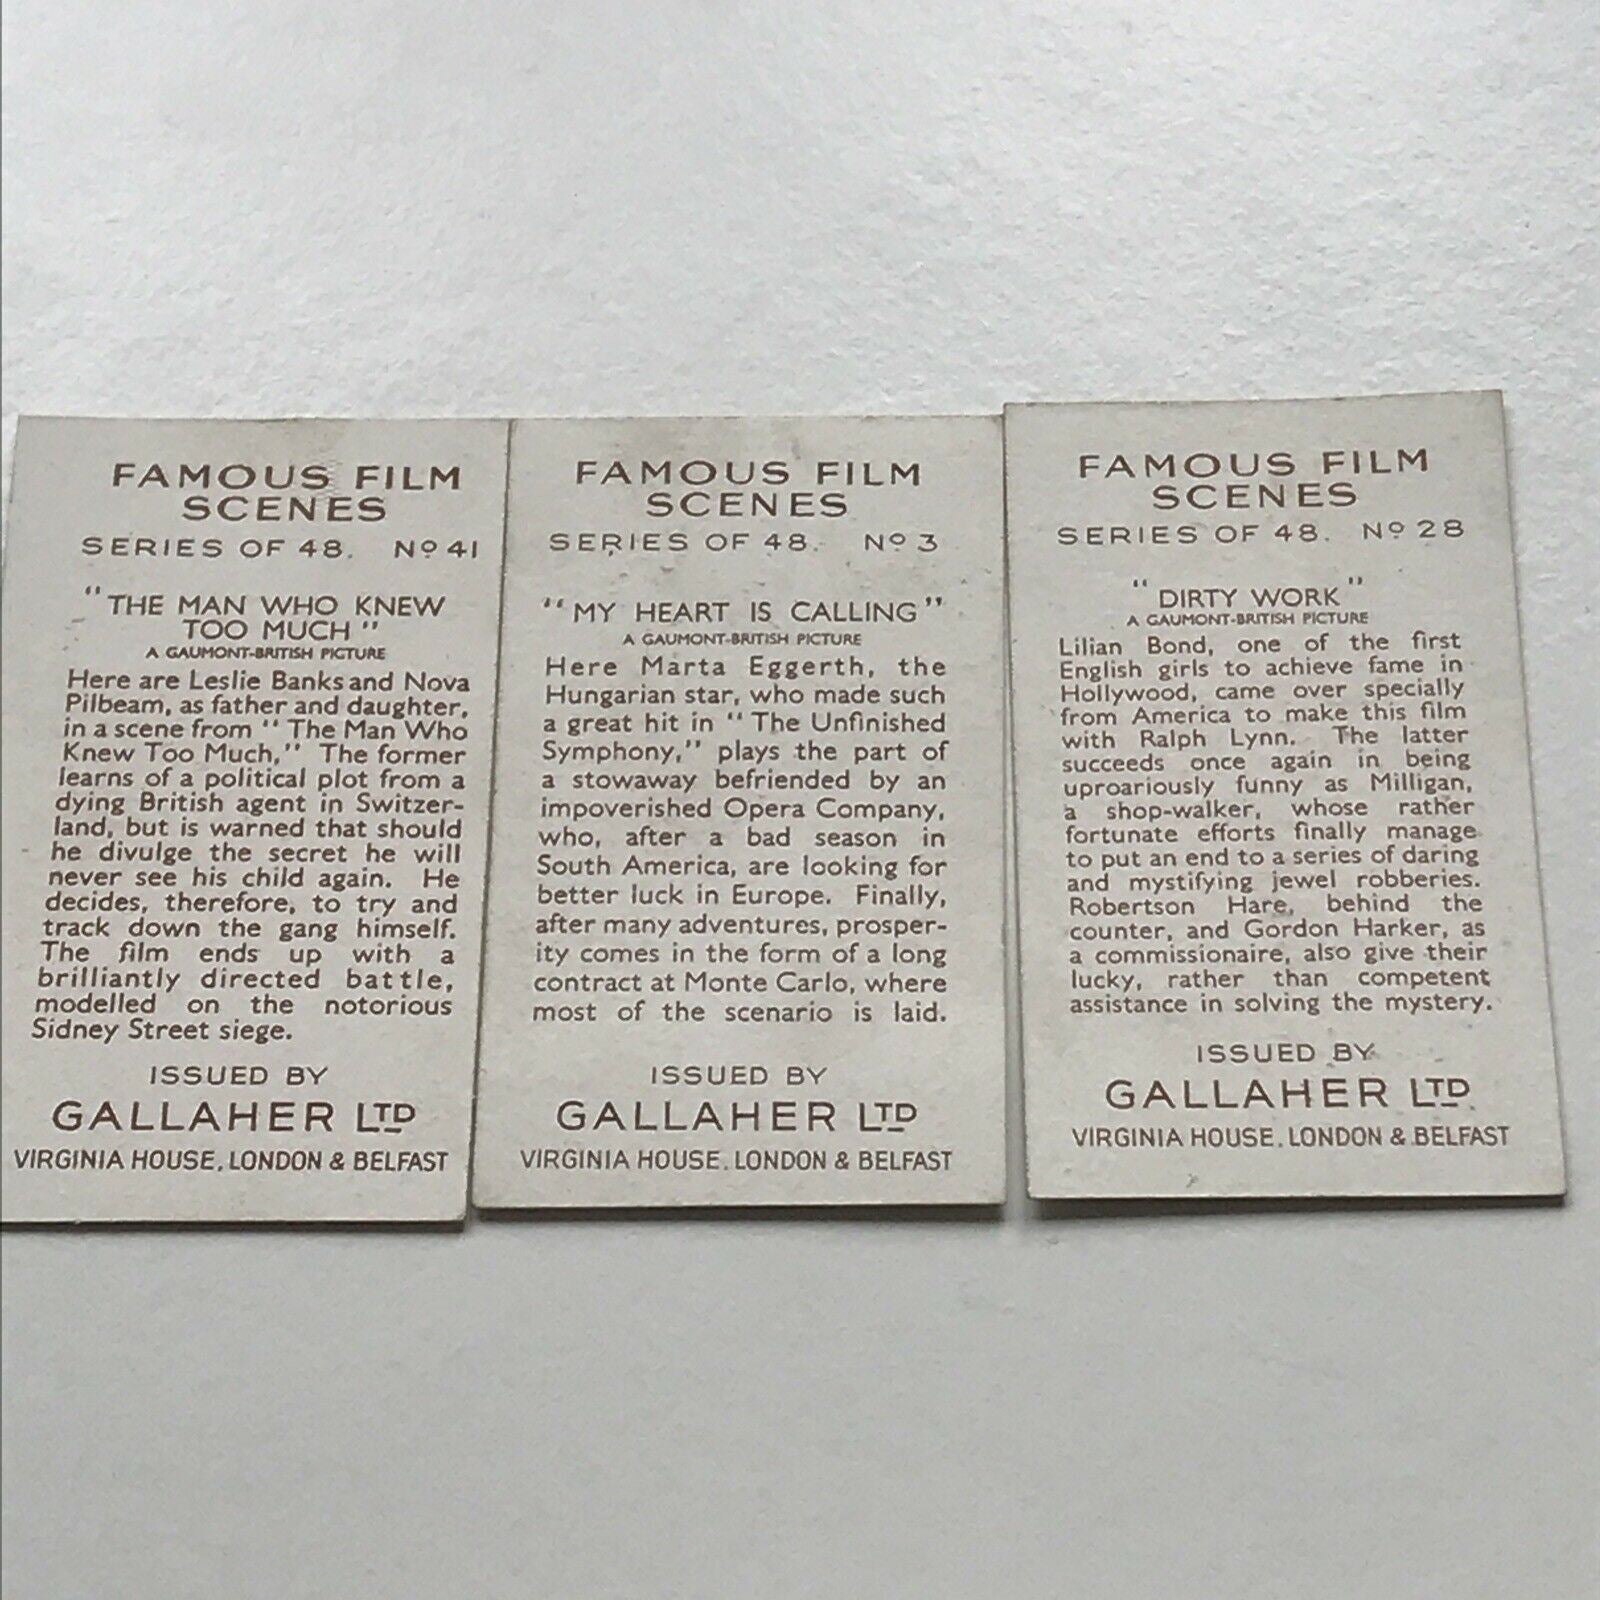 FAMOUS FILM
SCENES
SERIES OF 48. Nº 41
"THE MAN WHO KNEW
TOO MUCH"
A GAUMONT-BRITISH PICTURE
Here are Leslie Banks and Nova
Pilbeam, as father and daughter,
in a scene from "The Man Who
Knew Too Much," The former
learns of a political plot from a
dying British agent in Switzer-
land, but is warned that should
he divulge the secret he will
never see his child again. He
decides, therefore, to try and
track down the gang himself.
The film ends up with a
brilliantly directed battle,
modelled on the notorious
Sidney Street siege.
ISSUED BY
GALLAHER LTD
VIRGINIA HOUSE, LONDON & BELFAST
FAMOUS FILM
SCENES
SERIES OF 48. Nº 3
"MY HEART IS CALLING"
A GAUMONT-BRITISH PICTURE
Here Marta Eggerth, the
Hungarian star, who made such
a great hit in "The Unfinished
Symphony," plays the part of
a stowaway befriended by an
impoverished Opera Company,
who, after a bad season in
South America, are looking for
better luck in Europe. Finally,
after many adventures, prosper-
ity comes in the form of a long
contract at Monte Carlo, where
most of the scenario is laid.
ISSUED BY
GALLAHER LTD
VIRGINIA HOUSE, LONDON & BELFAST
FAMOUS FILM
SCENES
SERIES OF 48. Nº 28
"DIRTY WORK"
A GAUMONT-BRITISH PICTURE
Lilian Bond, one of the first
English girls to achieve fame in
Hollywood, came over specially
from America to make this film
with Ralph Lynn. The latter
succeeds once again in being
uproariously funny as Milligan,
a shop-walker, whose rather
fortunate efforts finally manage
to put an end to a series of daring
and mystifying jewel robberies.
Robertson Hare, behind the
counter, and Gordon Harker, as
a commissionaire, also give their
lucky, rather than competent
assistance in solving the mystery.
ISSUED BY
GALLAHER LTD
VIRGINIA HOUSE, LONDON & BELFAST